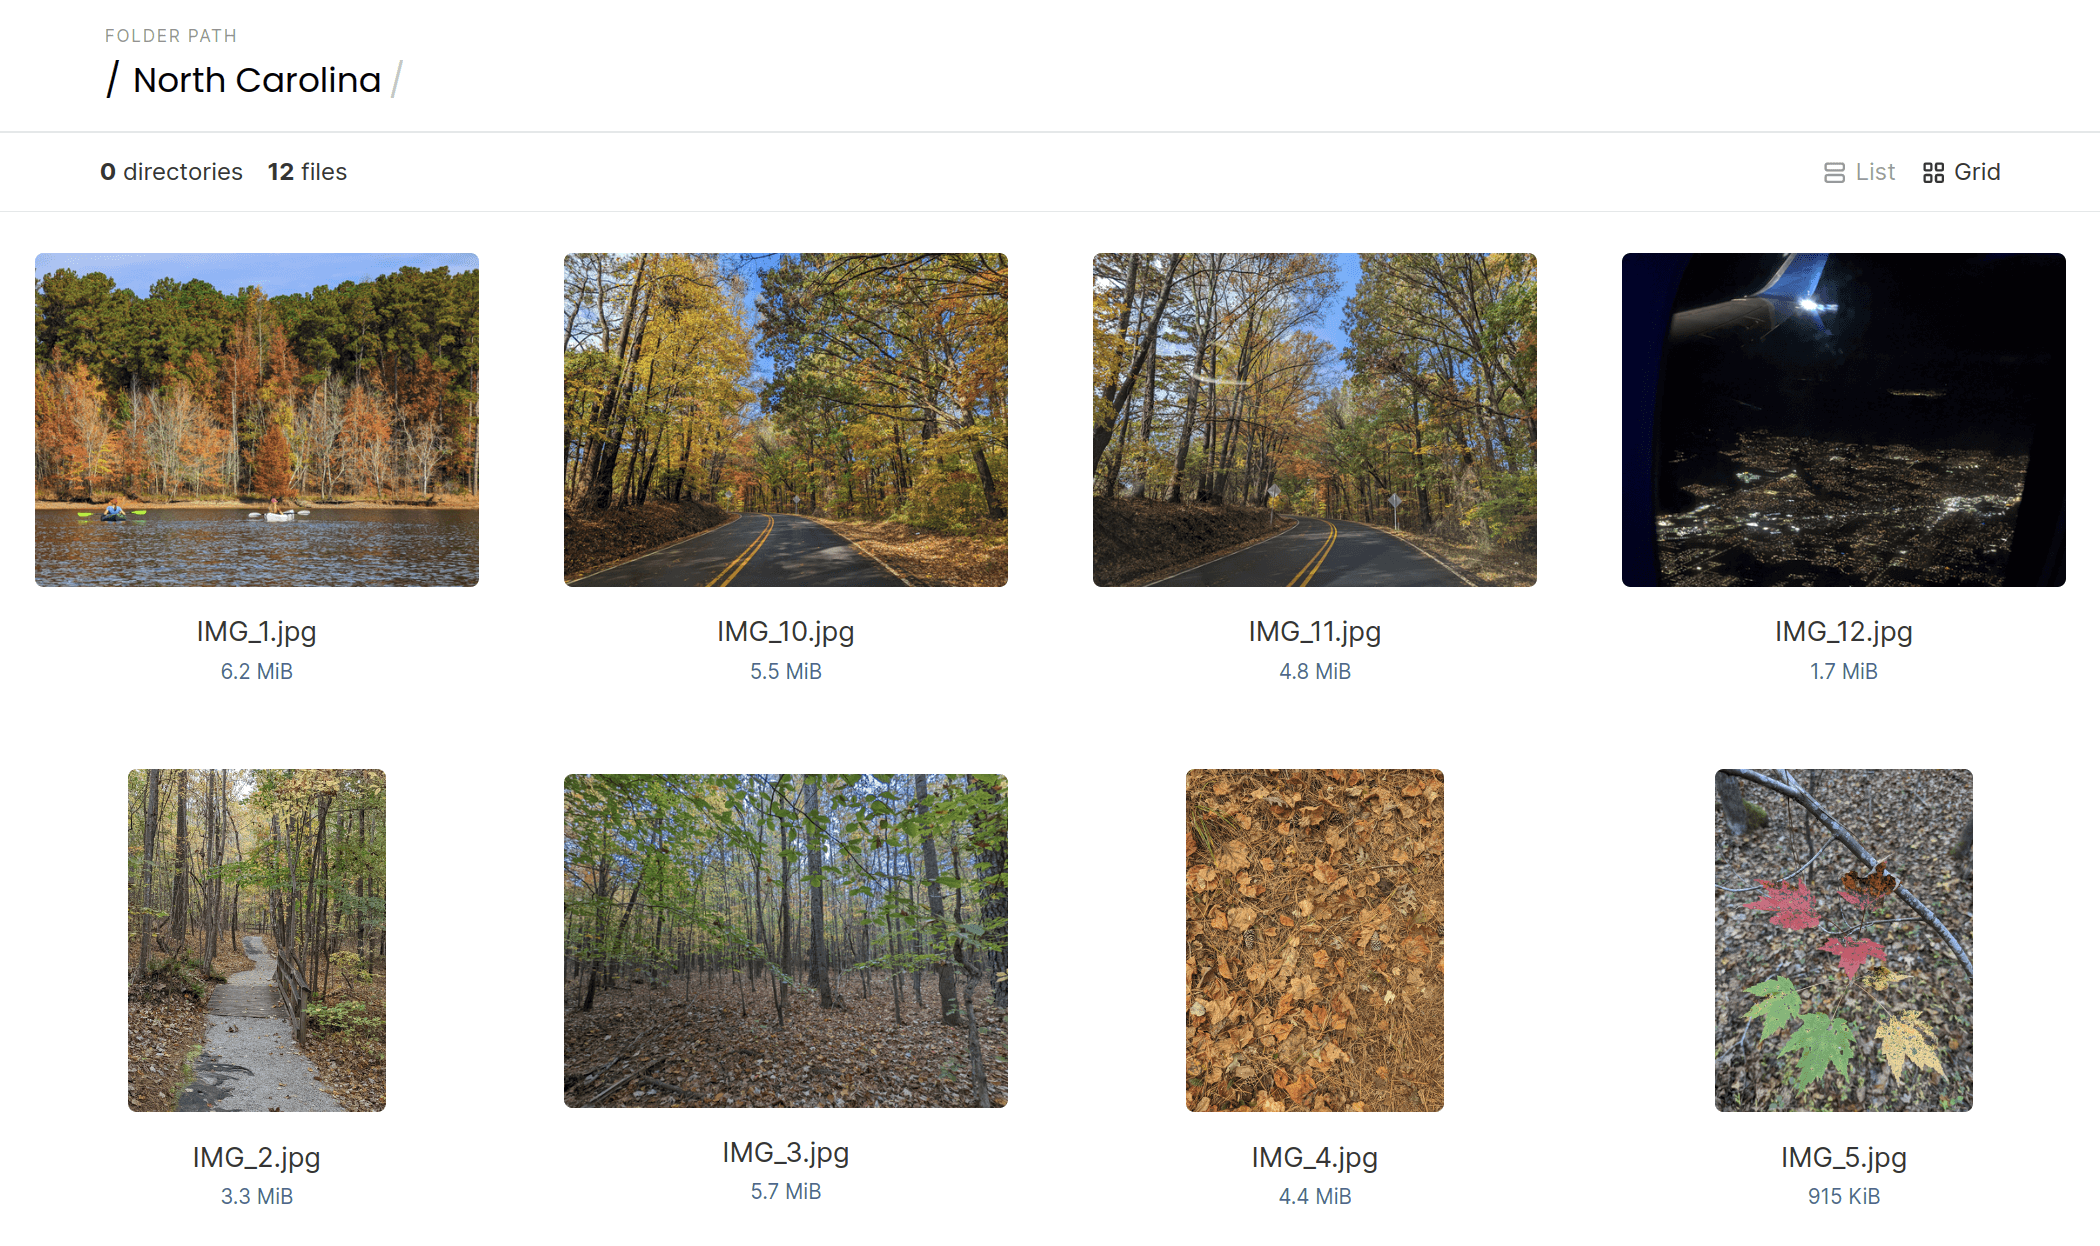 FOLDER PATH
/ North Carolina /
0 directories 12 files
List Grid
IMG_1.jpg
6.2 MiB
IMG_10.jpg
5.5 MiB
IMG_11.jpg
4.8 MiB
IMG_12.jpg
1.7 MiB
IMG_2.jpg
3.3 MiB
IMG_3.jpg
5.7 MiB
IMG_4.jpg
4.4 MiB
IMG_5.jpg
915 KiB